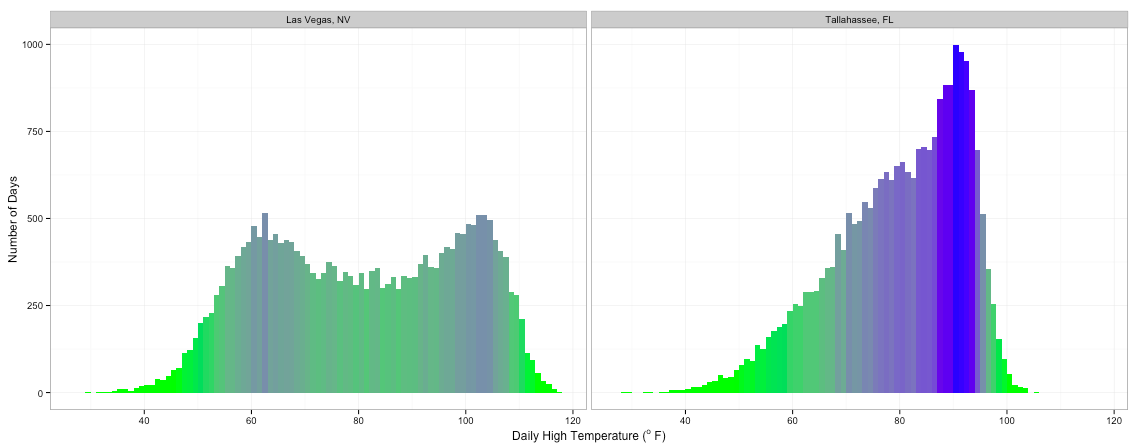 Las Vegas, NV
Tallahassee, FL
Number of Days
1000
750
500
250
0
40 60 80 100 120
40 60 80 100 120
Daily High Temperature (° F)